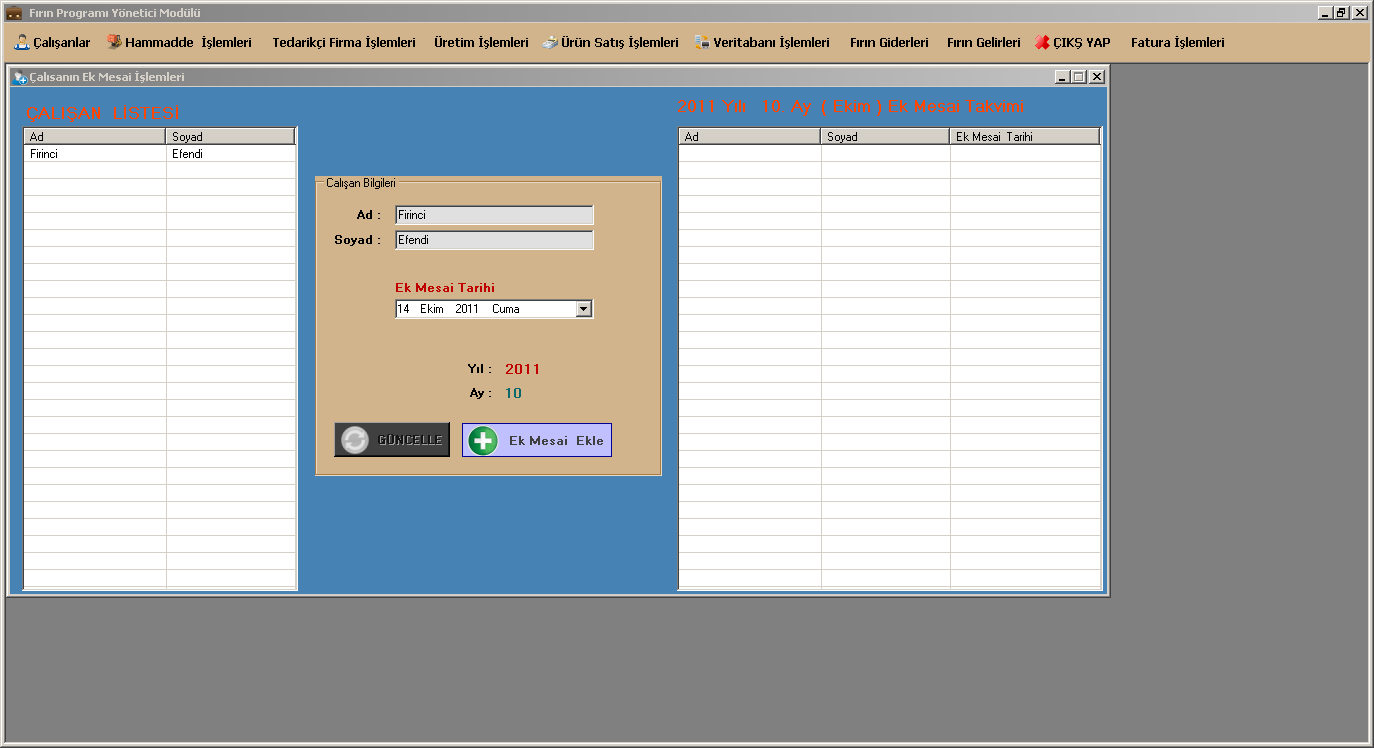 Fırın Programı Yönetici Modülü
Çalışanlar Hammadde İşlemleri Tedarikçi Firma İşlemleri Üretim İşlemleri Ürün Satış İşlemleri Veritabanı İşlemleri Fırın Giderleri Fırın Gelirleri ÇIKŞ YAP Fatura İşlemleri
Çalısanın Ek Mesai İşlemleri
ÇALIŞAN LİSTESİ
Ad Soyad
Firinci Efendi
Calışan Bilgileri
Ad : Firinci
Soyad : Efendi
Ek Mesai Tarihi
14 Ekim 2011 Cuma
Yıl : 2011
Ay : 10
GÜNCELLE Ek Mesai Ekle
2011 Yılı 10 Ay ( Ekim ) Ek Mesai Takvimi
Ad Soyad Ek Mesai Tarihi